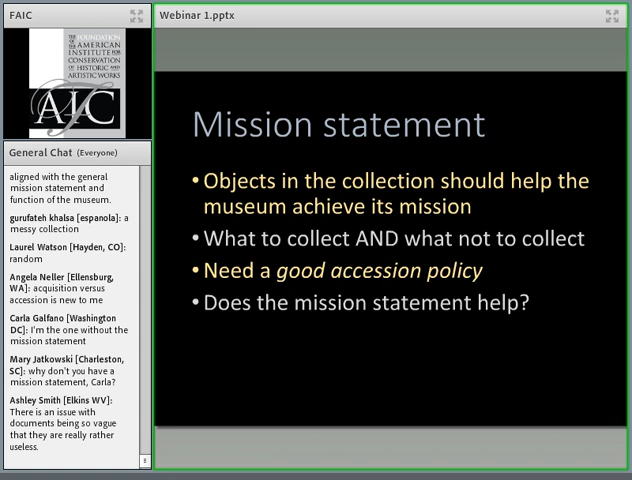 FAIC
THE FOUNDATION
OF THE AMERICAN
INSTITUTE FOR
CONSERVATION
OF HISTORIC AND
ARTISTIC WORKS
AIC
General Chat (Everyone)
aligned with the general
mission statement and
function of the museum.
gurufateh khalsa [espanola]: a
messy collection
Laurel Watson [Hayden, CO]:
random
Angela Neller [Ellensburg,
WA]: acquisition versus
accession is new to me
Carla Galfano [Washington
DC]: I'm the one without the
mission statement
Mary Jatkowski [Charleston,
SC]: why don't you have a
mission statement, Carla?
Ashley Smith [Elkins WV]:
There is an issue with
documents being so vague
that they are really rather
useless.
Webinar 1.pptx
Mission statement
• Objects in the collection should help the
museum achieve its mission
• What to collect AND what not to collect
• Need a good accession policy
• Does the mission statement help?